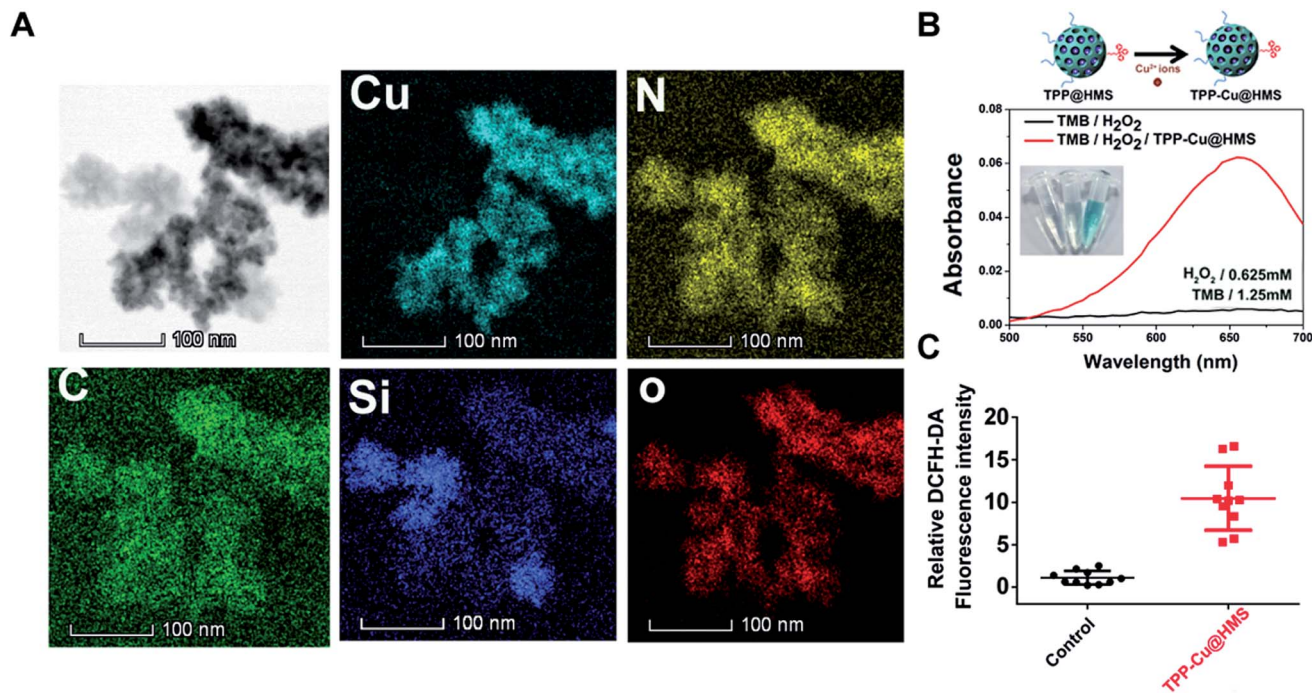 A
100 nm
Cu
100 nm
N
100 nm
C
100 nm
Si
100 nm
O
100 nm
B
TPP@HMS
Cu²⁺ ions
TPP-Cu@HMS
TMB / H₂O₂
TMB / H₂O₂ / TPP-Cu@HMS
H₂O₂ / 0.625mM
TMB / 1.25mM
0.08
0.06
0.04
0.02
0.00
500
550
600
650
700
Absorbance
Wavelength (nm)
C
Relative DCFH-DA
Fluorescence intensity
20
15
10
5
0
Control
TPP-Cu@HMS